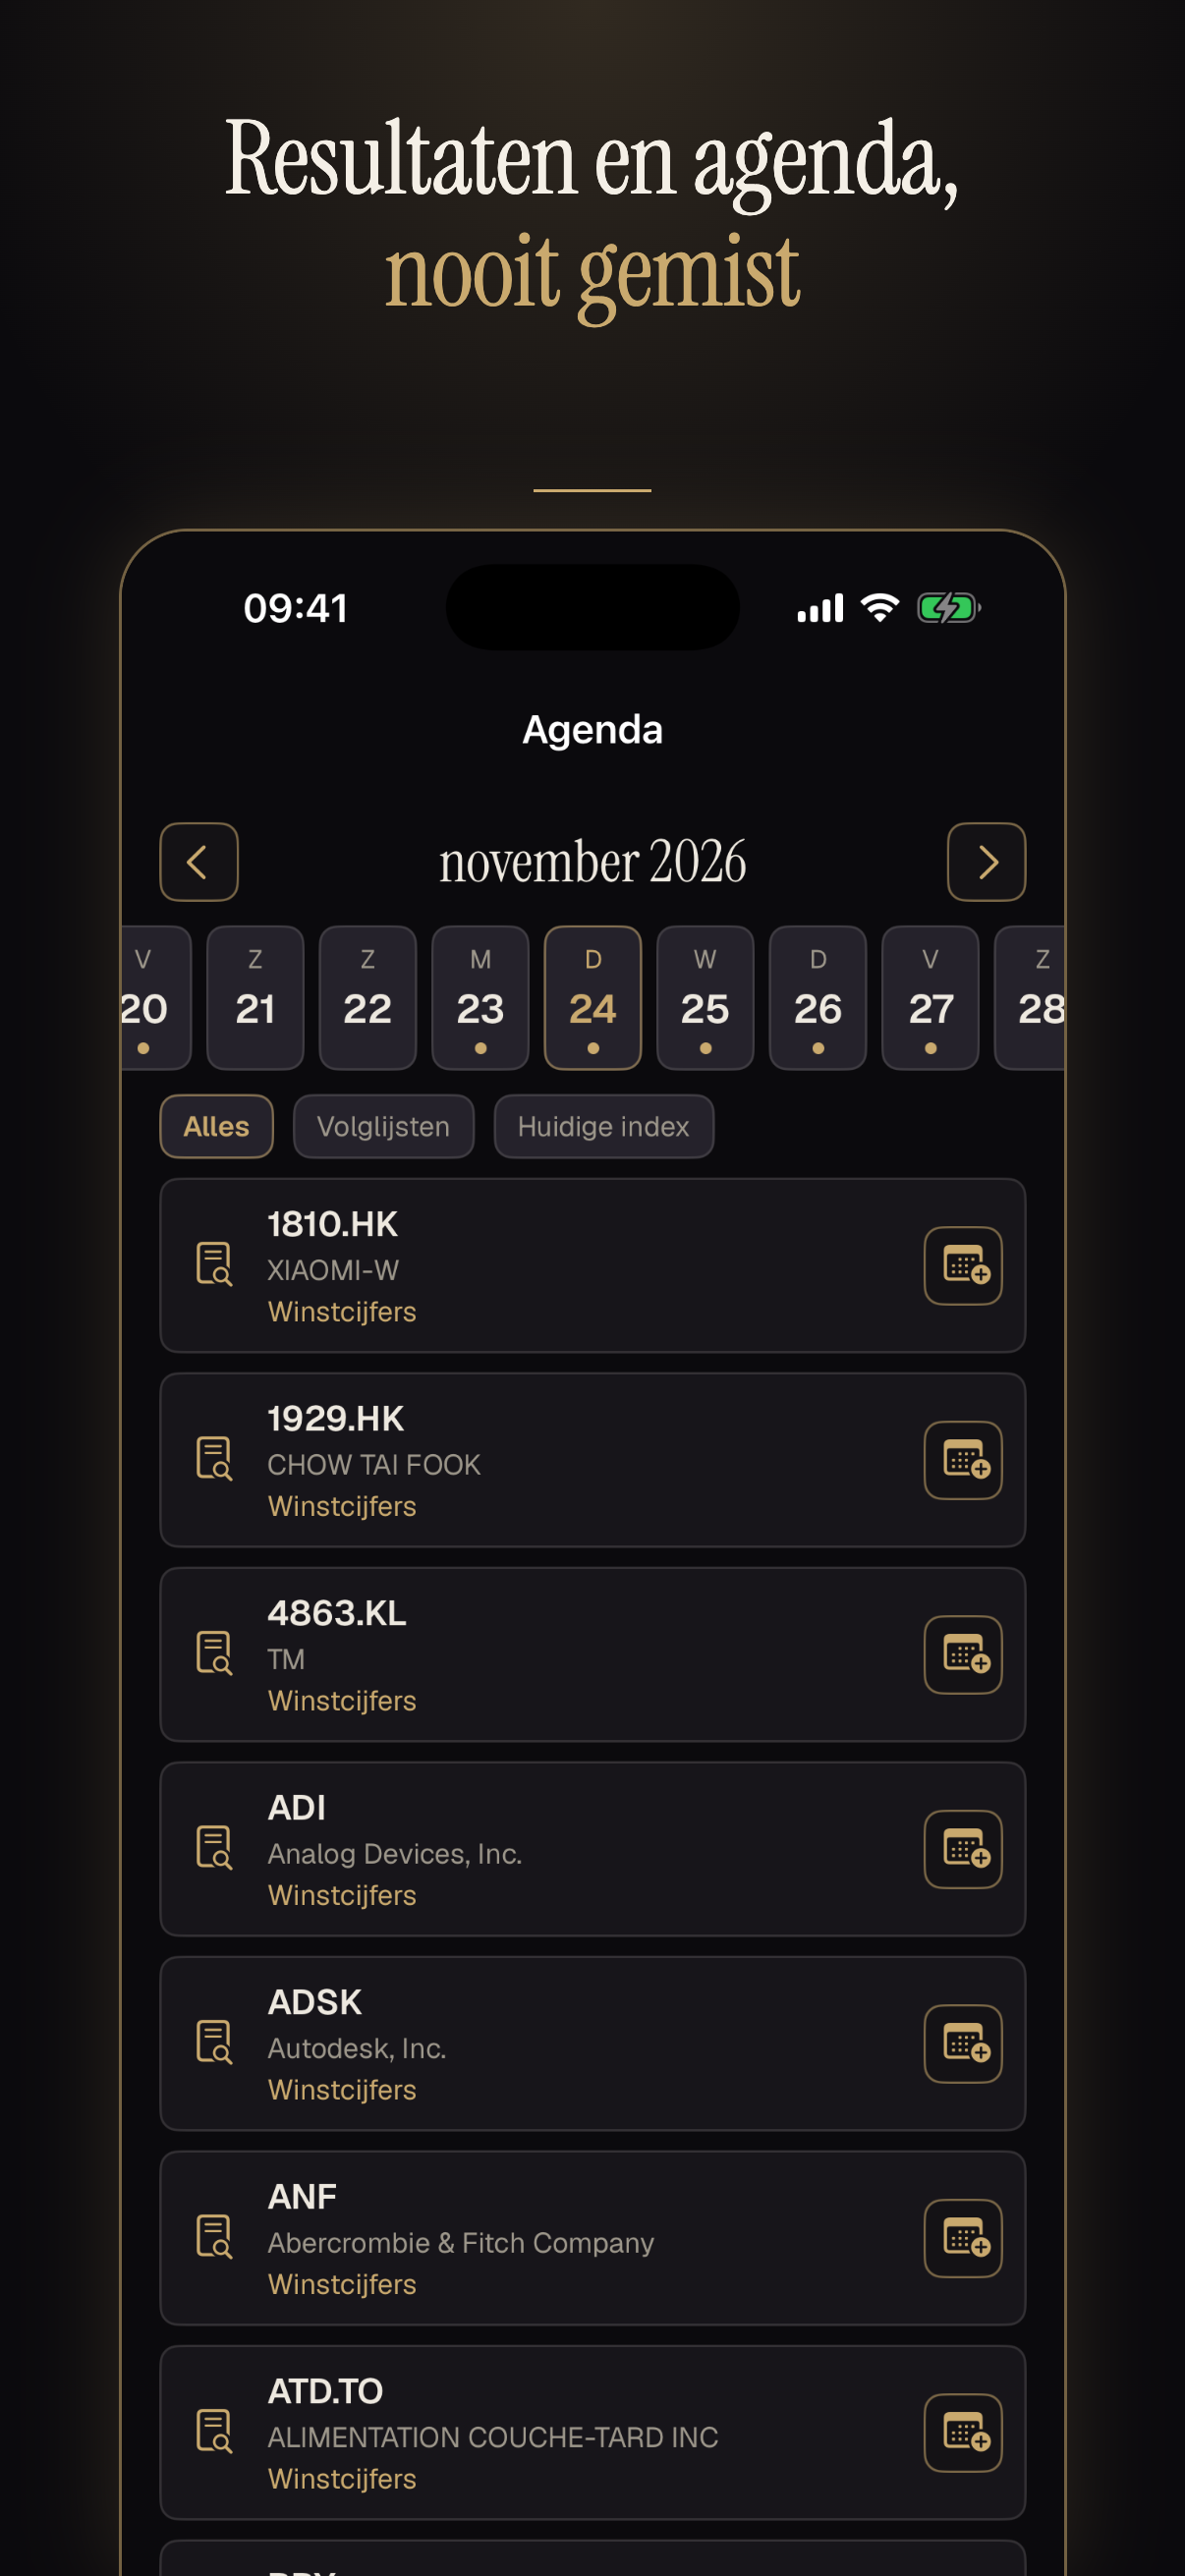 Resultaten en agenda,
nooit gemist
09:41
Agenda
november 2026
V Z Z M D W D V Z
20 21 22 23 24 25 26 27 28
Alles Volglijsten Huidige index
1810.HK
XIAOMI-W
Winstcijfers
1929.HK
CHOW TAI FOOK
Winstcijfers
4863.KL
TM
Winstcijfers
ADI
Analog Devices, Inc.
Winstcijfers
ADSK
Autodesk, Inc.
Winstcijfers
ANF
Abercrombie & Fitch Company
Winstcijfers
ATD.TO
ALIMENTATION COUCHE-TARD INC
Winstcijfers